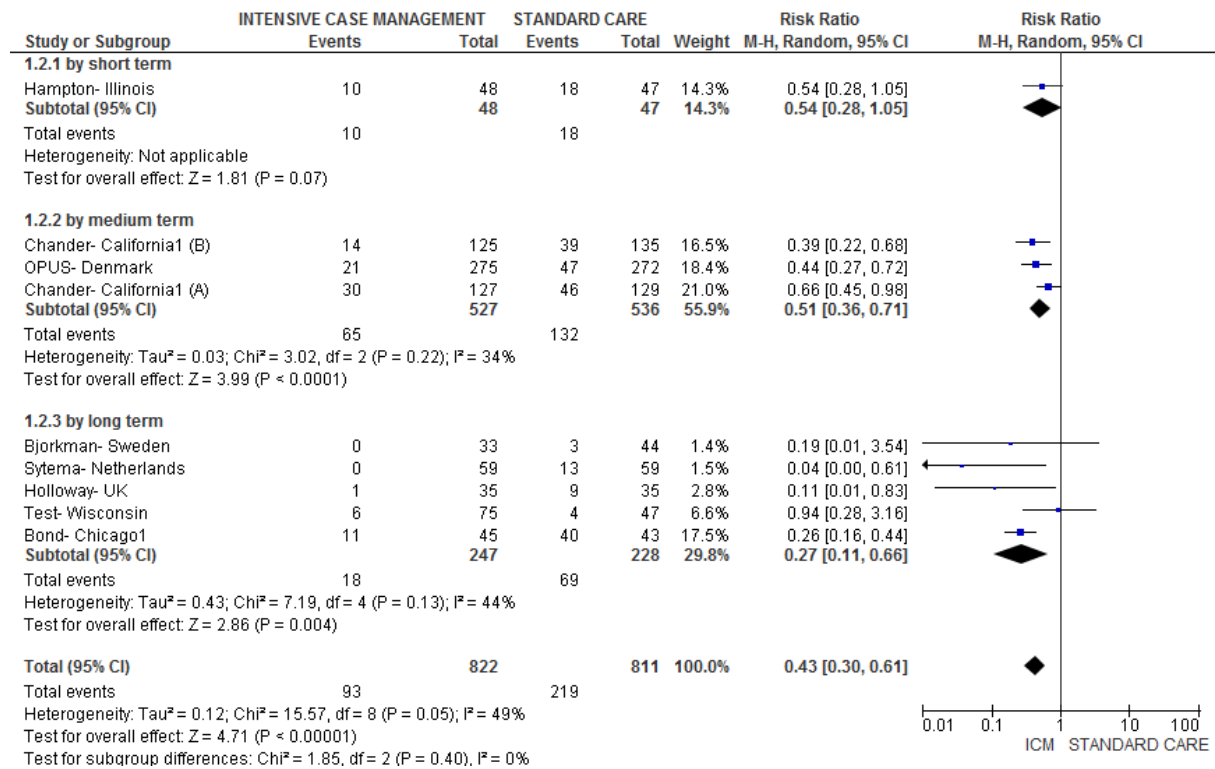 INTENSIVE CASE MANAGEMENT STANDARD CARE Risk Ratio Risk Ratio
Study or Subgroup Events Total Events Total Weight M-H, Random, 95% CI M-H, Random, 95% CI
1.2.1 by short term
Hampton- Illinois 10 48 18 47 14.3% 0.54 [0.28, 1.05]
Subtotal (95% CI) 48 47 14.3% 0.54 [0.28, 1.05]
Total events 10 18
Heterogeneity: Not applicable
Test for overall effect: Z = 1.81 (P = 0.07)
1.2.2 by medium term
Chander- California1 (B) 14 125 39 135 16.5% 0.39 [0.22, 0.68]
OPUS- Denmark 21 275 47 272 18.4% 0.44 [0.27, 0.72]
Chander- California1 (A) 30 127 46 129 21.0% 0.66 [0.45, 0.98]
Subtotal (95% CI) 527 536 55.9% 0.51 [0.36, 0.71]
Total events 65 132
Heterogeneity: Tau² = 0.03; Chi² = 3.02, df = 2 (P = 0.22); I² = 34%
Test for overall effect: Z = 3.99 (P < 0.0001)
1.2.3 by long term
Bjorkman- Sweden 0 33 3 44 1.4% 0.19 [0.01, 3.54]
Sytema- Netherlands 0 59 13 59 1.5% 0.04 [0.00, 0.61]
Holloway- UK 1 35 9 35 2.8% 0.11 [0.01, 0.83]
Test- Wisconsin 6 75 4 47 6.6% 0.94 [0.28, 3.16]
Bond- Chicago1 11 45 40 43 17.5% 0.26 [0.16, 0.44]
Subtotal (95% CI) 247 228 29.8% 0.27 [0.11, 0.66]
Total events 18 69
Heterogeneity: Tau² = 0.43; Chi² = 7.19, df = 4 (P = 0.13); I² = 44%
Test for overall effect: Z = 2.86 (P = 0.004)
Total (95% CI) 822 811 100.0% 0.43 [0.30, 0.61]
Total events 93 219
Heterogeneity: Tau² = 0.12; Chi² = 15.57, df = 8 (P = 0.05); I² = 49%
Test for overall effect: Z = 4.71 (P < 0.00001)
Test for subgroup differences: Chi² = 1.85, df = 2 (P = 0.40), I² = 0%
0.01 0.1 1 10 100
ICM STANDARD CARE